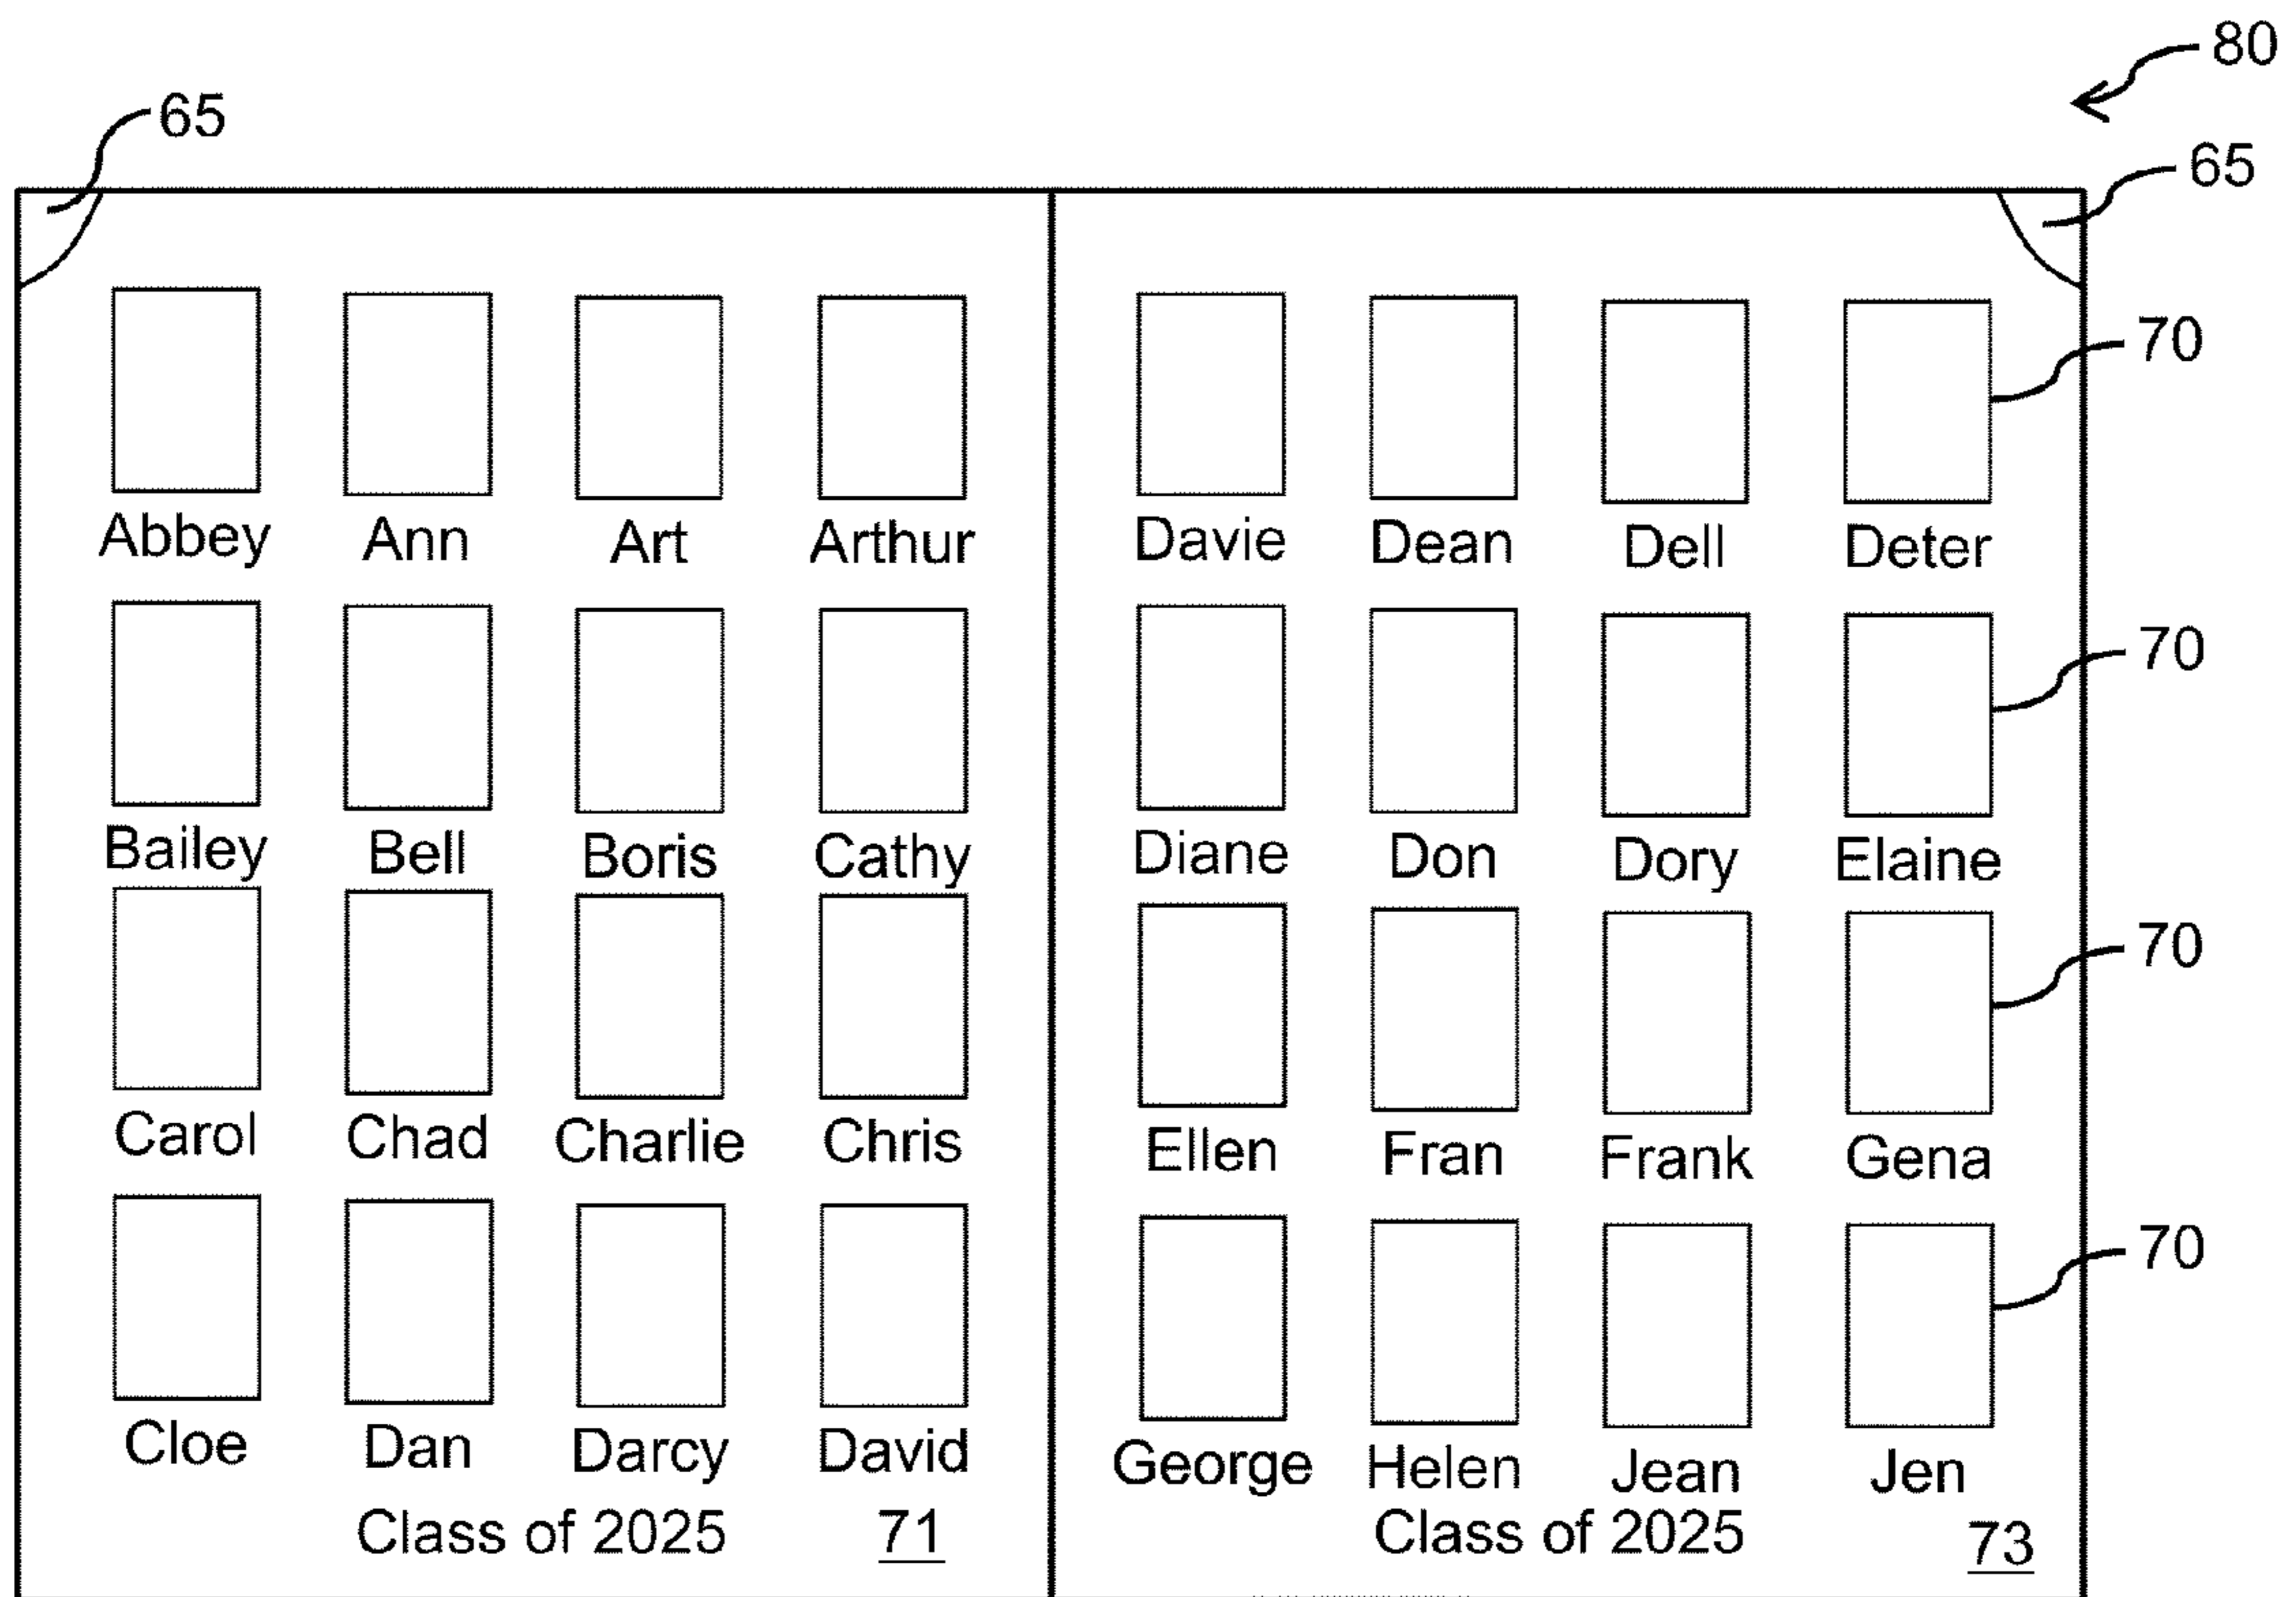 80
65
65
70
Abbey Ann Art Arthur
Davie Dean Dell Deter
70
Bailey Bell Boris Cathy
Diane Don Dory Elaine
70
Carol Chad Charlie Chris
Ellen Fran Frank Gena
70
Cloe Dan Darcy David
George Helen Jean Jen
Class of 2025 71
Class of 2025 73